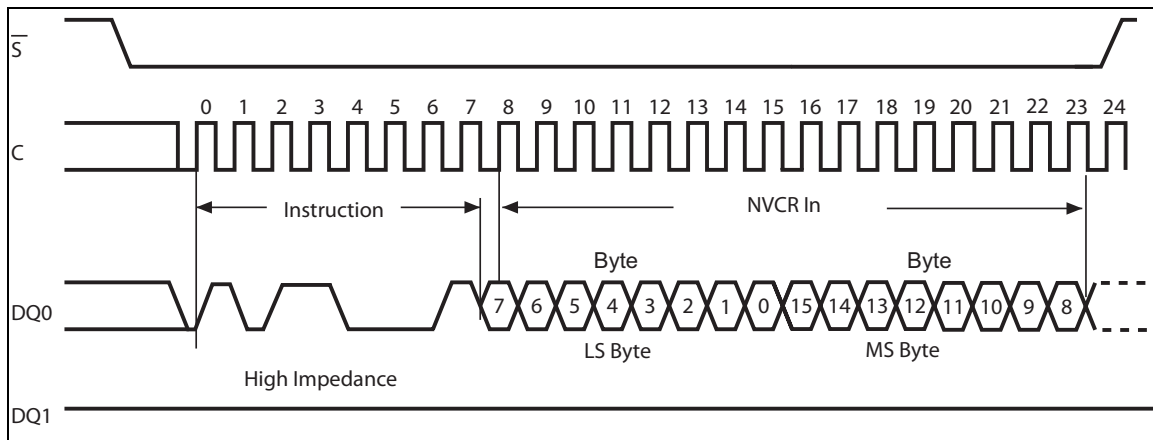 S
0 1 2 3 4 5 6 7 8 9 10 11 12 13 14 15 16 17 18 19 20 21 22 23 24
C
Instruction NVCR In
Byte Byte
DQ0 7 6 5 4 3 2 1 0 15 14 13 12 11 10 9 8
LS Byte MS Byte
High Impedance
DQ1